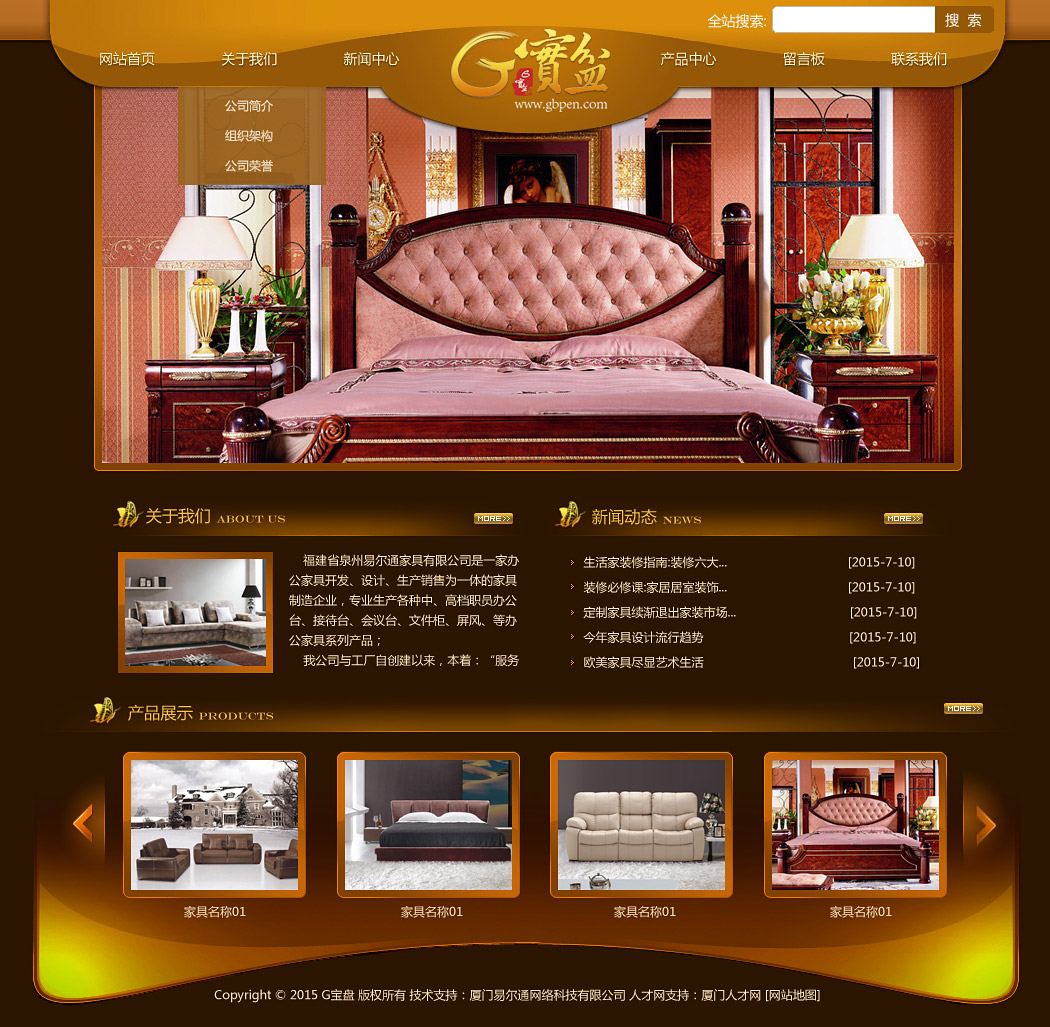 全站搜索:
搜 索
网站首页
关于我们
新闻中心
G寶盆
www.gbpen.com
产品中心
留言板
联系我们
公司简介
组织架构
公司荣誉
关于我们 ABOUT US
MORE>>
新闻动态 NEWS
MORE>>
福建省泉州易尔通家具有限公司是一家办
公家具开发、设计、生产销售为一体的家具
制造企业，专业生产各种中、高档职员办公
台、接待台、会议台、文件柜、屏风、等办
公家具系列产品；
我公司与工厂自创建以来，本着：“服务
生活家装修指南:装修六大... [2015-7-10]
装修必修课:家居居室装饰... [2015-7-10]
定制家具续渐退出家装市场... [2015-7-10]
今年家具设计流行趋势 [2015-7-10]
欧美家具尽显艺术生活 [2015-7-10]
产品展示 PRODUCTS
MORE>>
家具名称01
家具名称01
家具名称01
家具名称01
Copyright © 2015 G宝盘 版权所有 技术支持：厦门易尔通网络科技有限公司 人才网支持：厦门人才网 [网站地图]